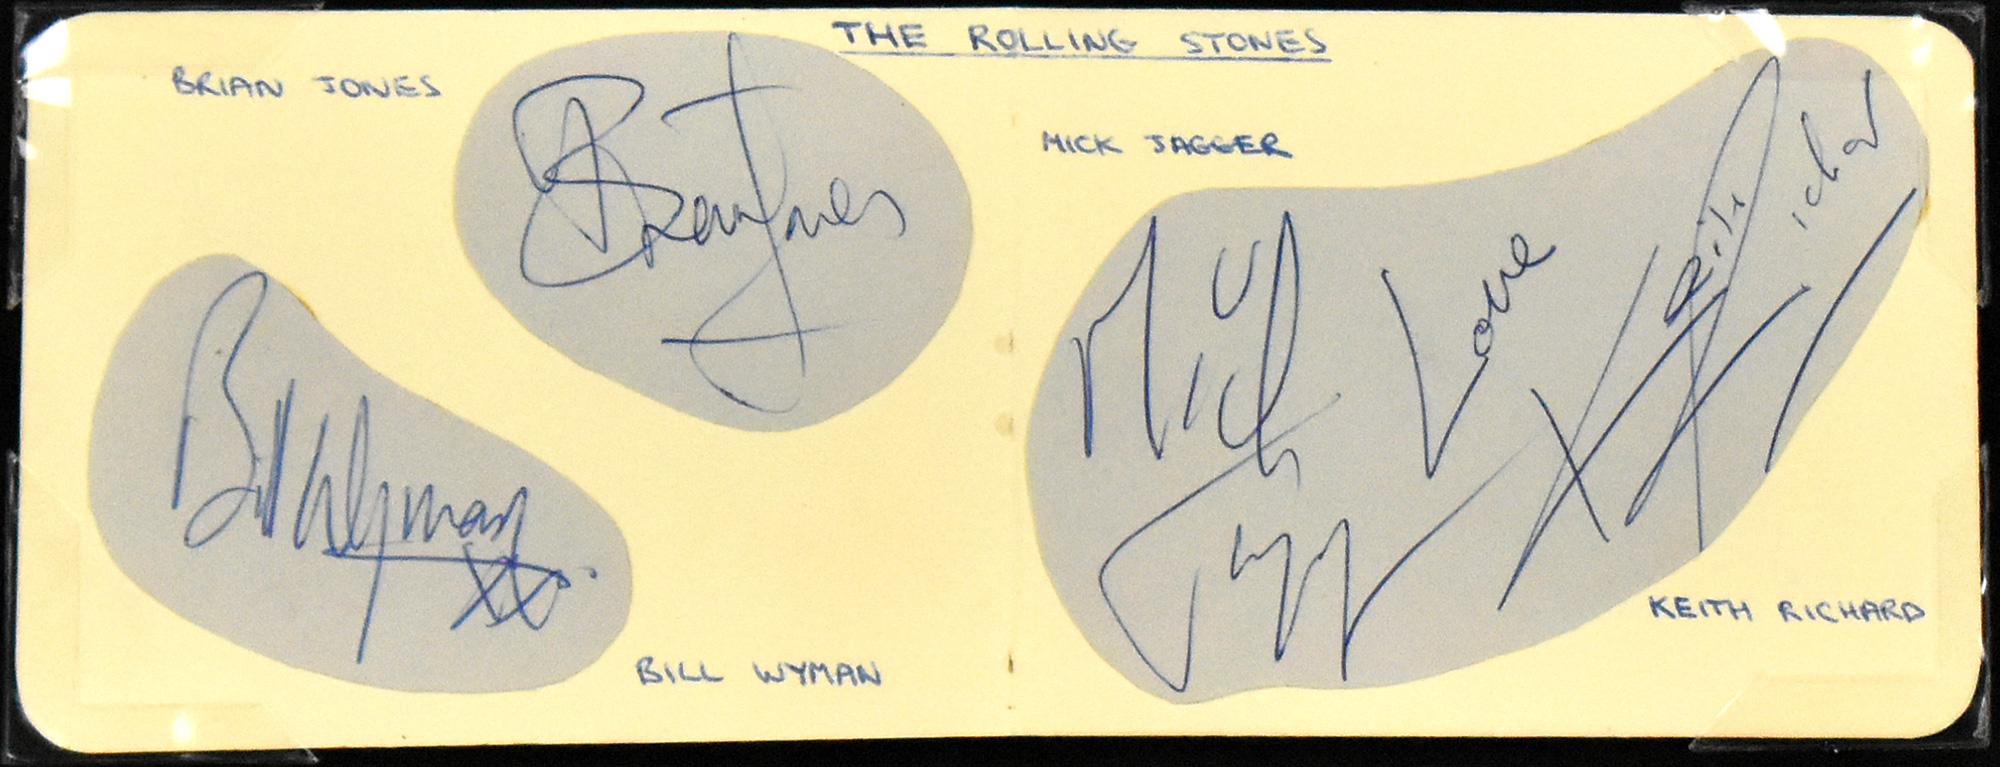 THE ROLLING STONES
BRIAN JONES
Brian Jones
MICK JAGGER
Mick Jagger
Love
Keith Richard
Bill Wyman
xx
KEITH RICHARD
BILL WYMAN